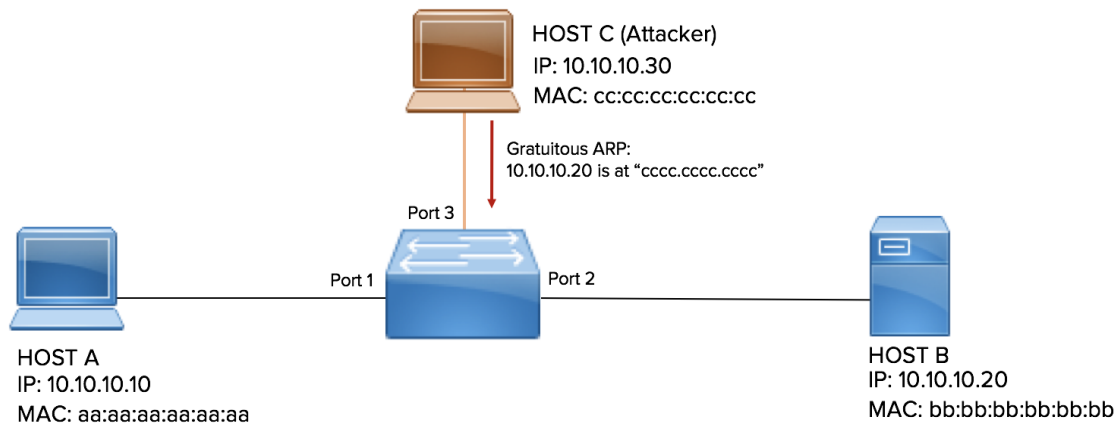 HOST C (Attacker)
IP: 10.10.10.30
MAC: cc:cc:cc:cc:cc:cc
Gratuitous ARP:
10.10.10.20 is at “cccc.cccc.cccc”
Port 3
Port 1
Port 2
HOST A
IP: 10.10.10.10
MAC: aa:aa:aa:aa:aa:aa
HOST B
IP: 10.10.10.20
MAC: bb:bb:bb:bb:bb:bb